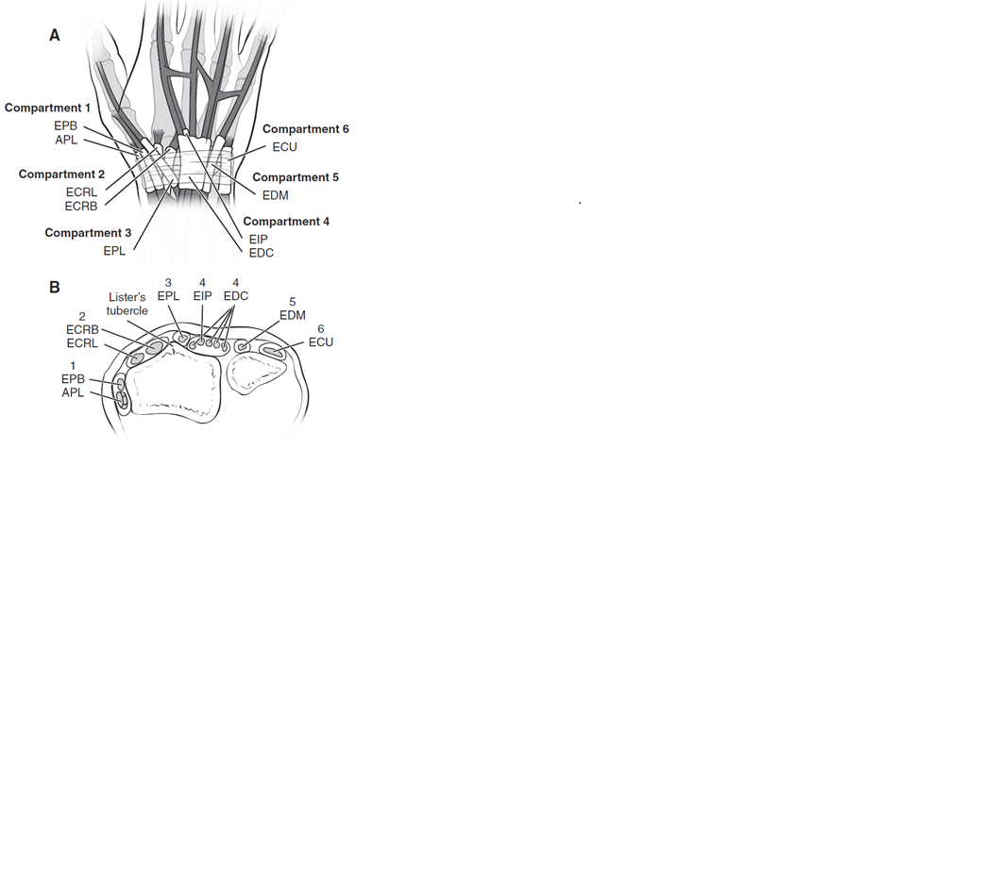 A
Compartment 1
EPB
APL
Compartment 2
ECRL
ECRB
Compartment 3
EPL
Compartment 6
ECU
Compartment 5
EDM
Compartment 4
EIP
EDC
B
Lister's
tubercle
3
EPL
4
EIP
4
EDC
5
EDM
6
ECU
2
ECRB
ECRL
1
EPB
APL